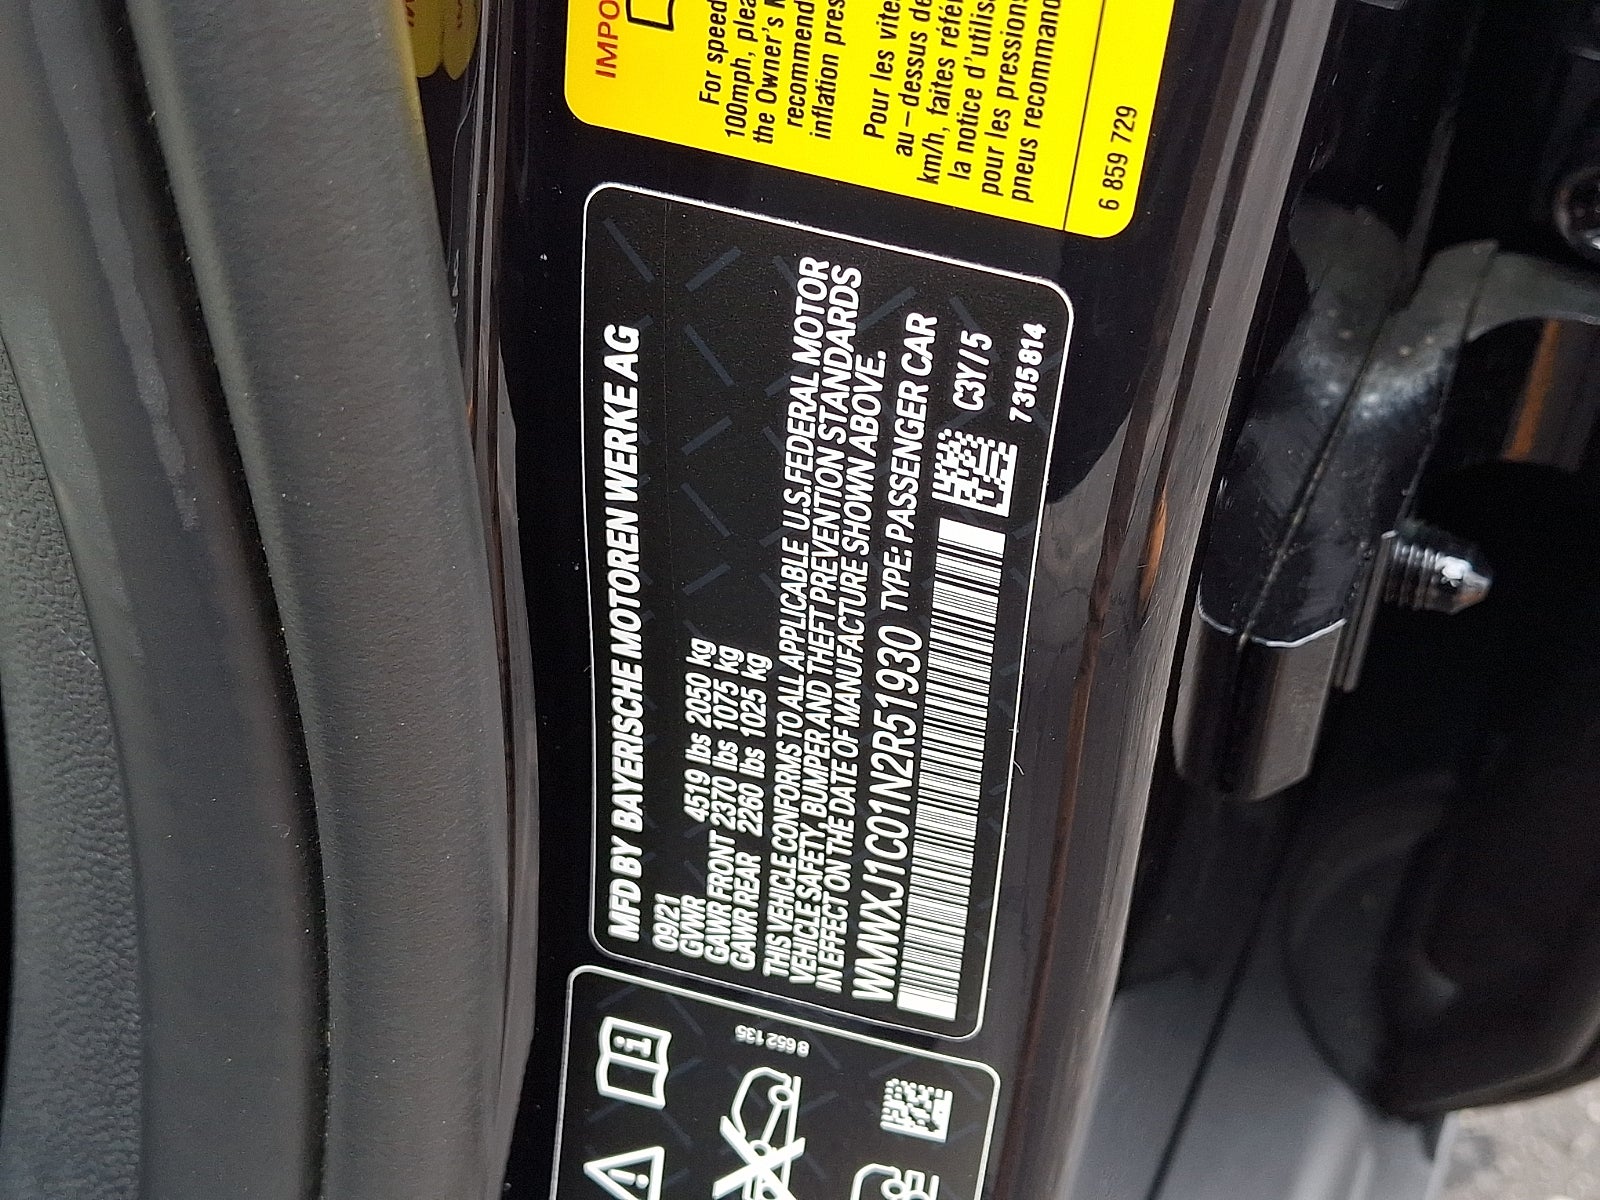 IMPO
For speed
100mph, plea
the Owner's M
recommend
inflation pres
Pour les vite
au - dessus de
km/h, faites réfé
la notice d'utilis
pour les pressions
pneus recommand
6 859 729
MFD BY BAYERISCHE MOTOREN WERKE AG
09/21
GVWR 4519 lbs 2050 kg
GAWR FRONT 2370 lbs 1075 kg
GAWR REAR 2260 lbs 1025 kg
THIS VEHICLE CONFORMS TO ALL APPLICABLE U.S.FEDERAL MOTOR
VEHICLE SAFETY, BUMPER AND THEFT PREVENTION STANDARDS
IN EFFECT ON THE DATE OF MANUFACTURE SHOWN ABOVE.
WMWXJ1C01N2R51930 TYPE: PASSENGER CAR
C3Y/5
7315814
8 652 135